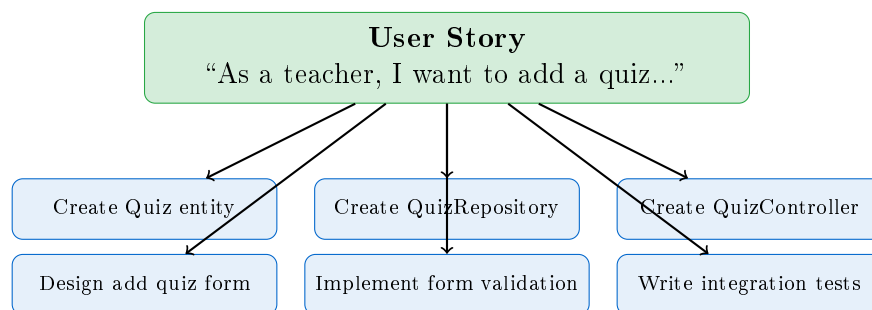 User Story
“As a teacher, I want to add a quiz...”
Create Quiz entity
Create QuizRepository
Create QuizController
Design add quiz form
Implement form validation
Write integration tests